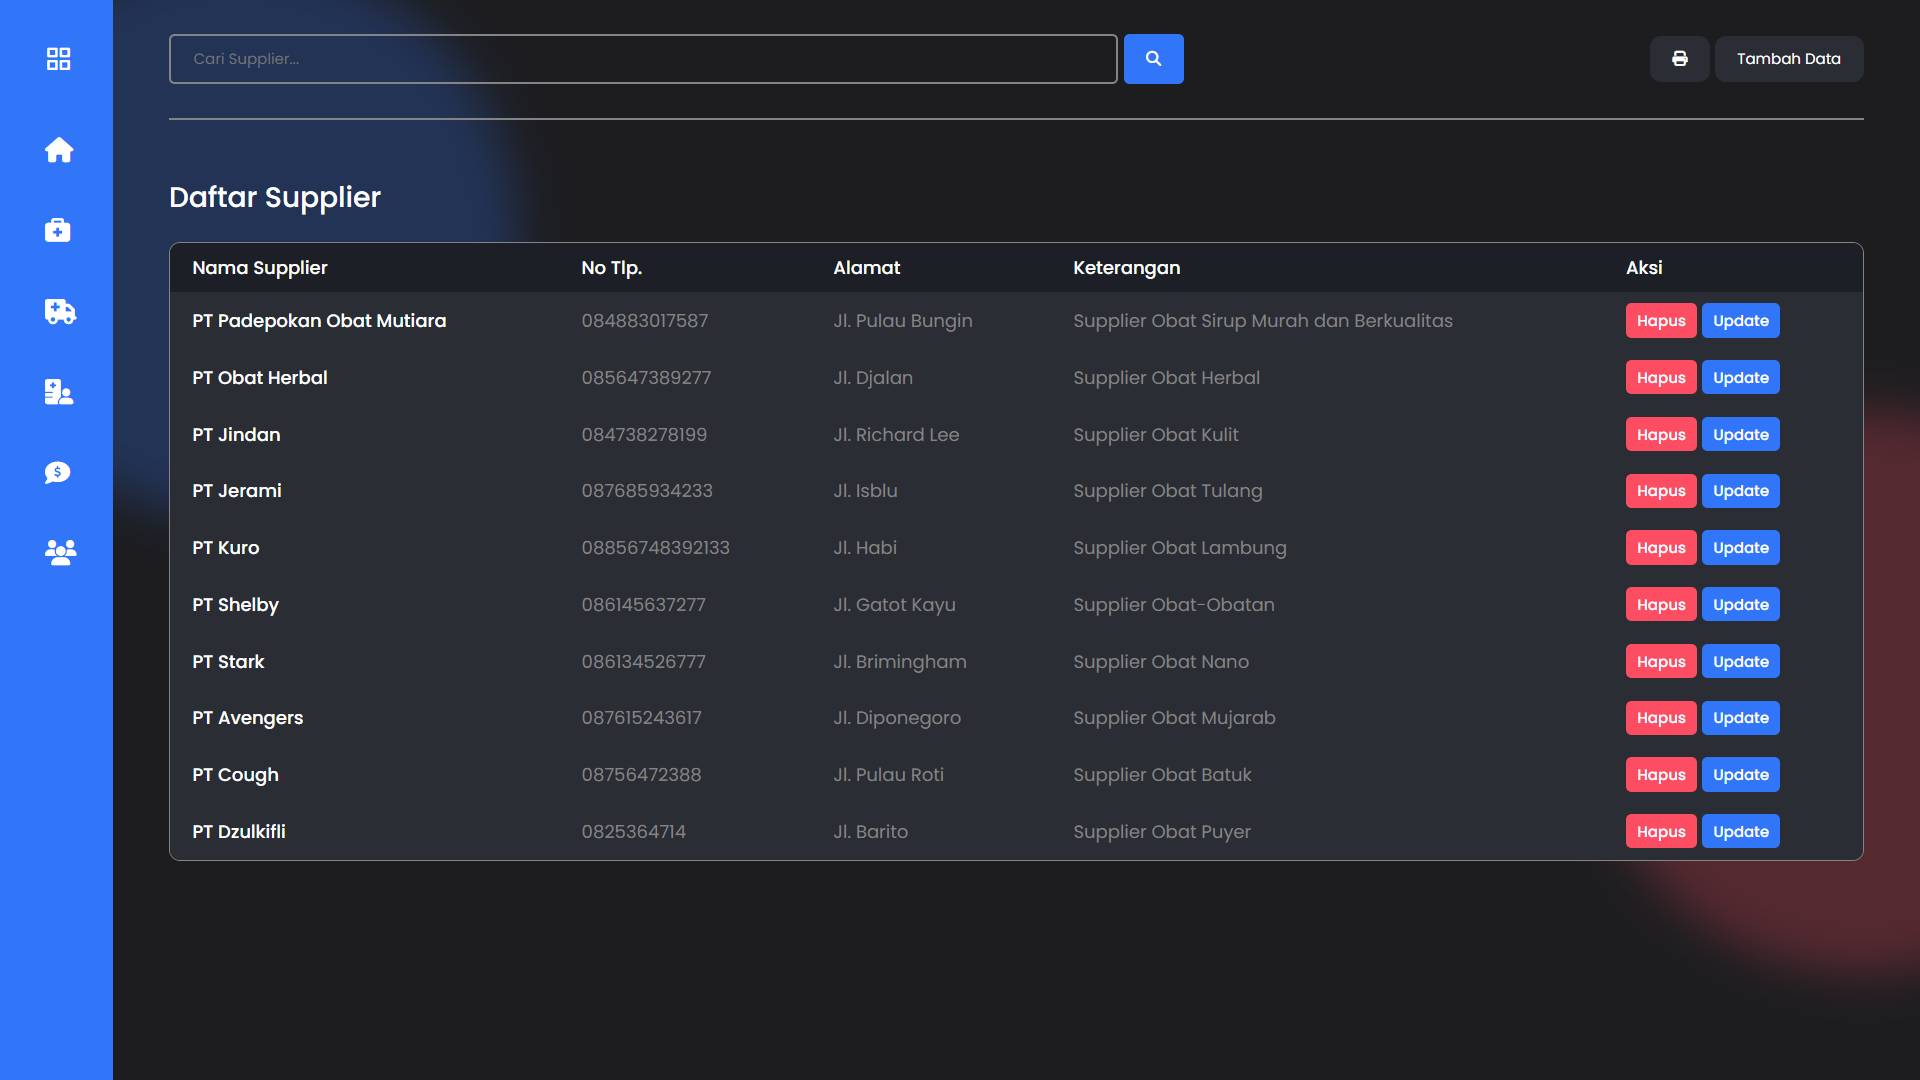 Cari Supplier...
Tambah Data
Daftar Supplier
Nama Supplier No Tlp. Alamat Keterangan Aksi
PT Padepokan Obat Mutiara 084883017587 Jl. Pulau Bungin Supplier Obat Sirup Murah dan Berkualitas Hapus Update
PT Obat Herbal 085647389277 Jl. Djalan Supplier Obat Herbal Hapus Update
PT Jindan 084738278199 Jl. Richard Lee Supplier Obat Kulit Hapus Update
PT Jerami 087685934233 Jl. Isblu Supplier Obat Tulang Hapus Update
PT Kuro 08856748392133 Jl. Habi Supplier Obat Lambung Hapus Update
PT Shelby 086145637277 Jl. Gatot Kayu Supplier Obat-Obatan Hapus Update
PT Stark 086134526777 Jl. Brimingham Supplier Obat Nano Hapus Update
PT Avengers 087615243617 Jl. Diponegoro Supplier Obat Mujarab Hapus Update
PT Cough 08756472388 Jl. Pulau Roti Supplier Obat Batuk Hapus Update
PT Dzulkifli 0825364714 Jl. Barito Supplier Obat Puyer Hapus Update